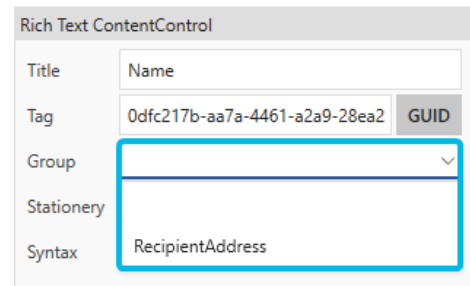 Rich Text ContentControl
Title Name
Tag 0dfc217b-aa7a-4461-a2a9-28ea2 GUID
Group
Stationery
Syntax RecipientAddress